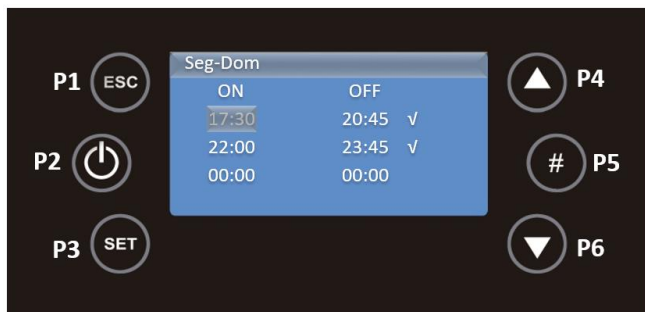 Seg-Dom
P1 ESC ON OFF P4
17:30 20:45 √
P2 22:00 23:45 √ # P5
00:00 00:00
P3 SET P6